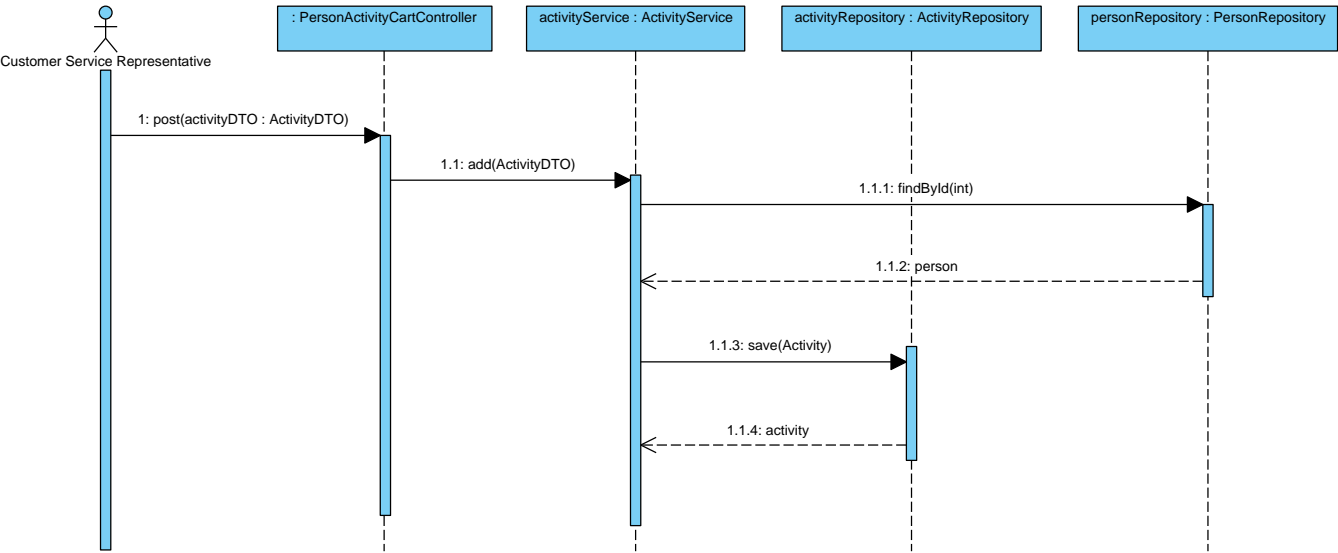 : PersonActivityCartController
activityService : ActivityService
activityRepository : ActivityRepository
personRepository : PersonRepository
Customer Service Representative
1: post(activityDTO : ActivityDTO)
1.1: add(ActivityDTO)
1.1.1: findById(int)
1.1.2: person
1.1.3: save(Activity)
1.1.4: activity